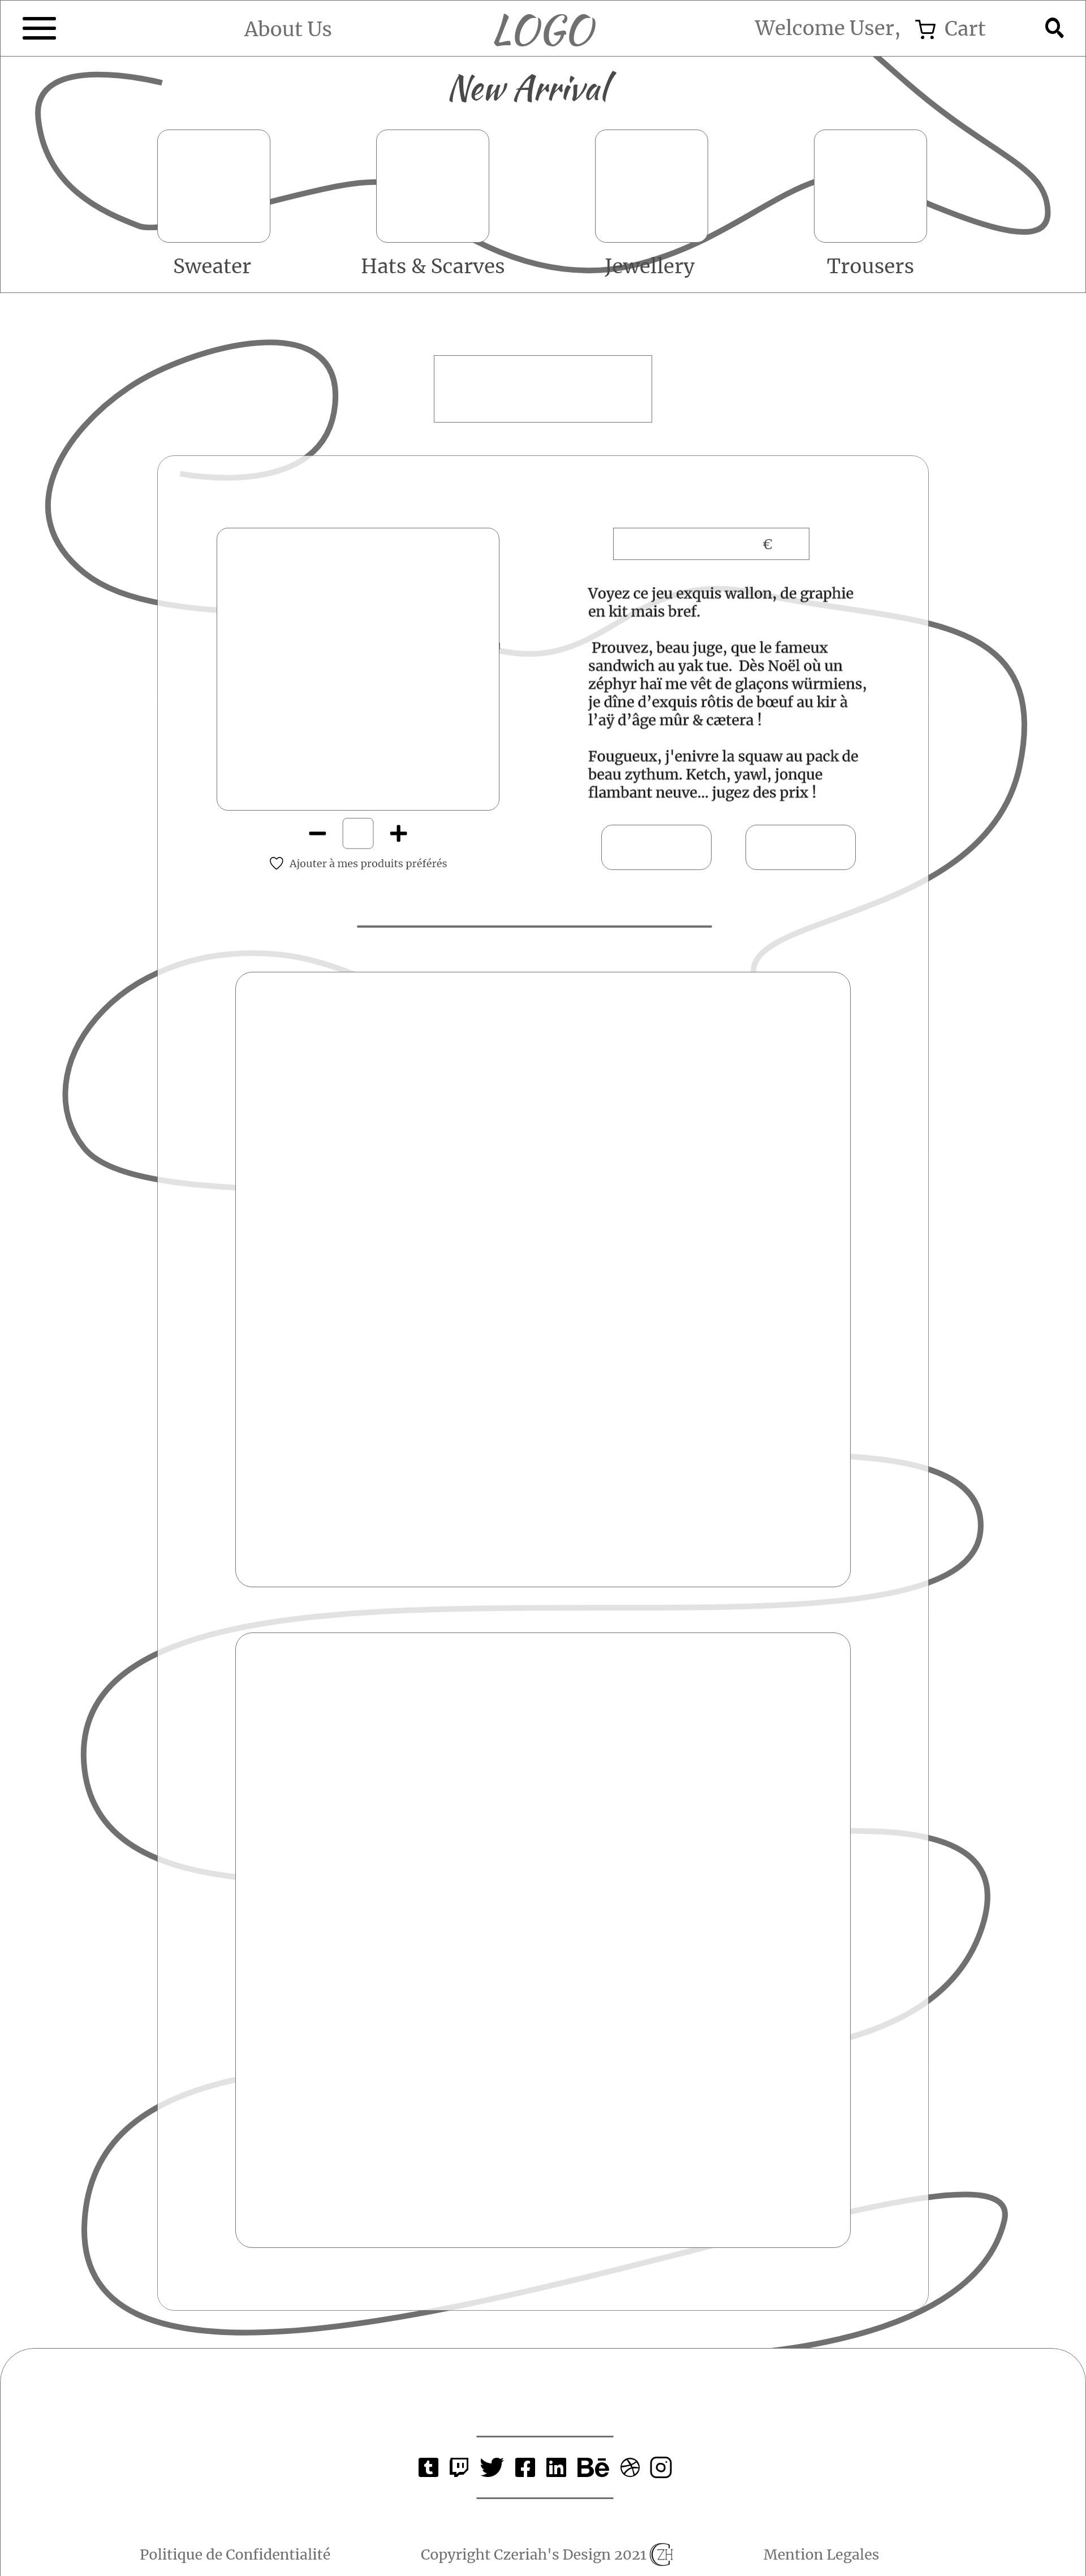 About Us
LOGO
Welcome User,
Cart
New Arrival
Sweater
Hats & Scarves
Jewellery
Trousers
€
Voyez ce jeu exquis wallon, de graphie
en kit mais bref.
Prouvez, beau juge, que le fameux
sandwich au yak tue. Dès Noël où un
zéphyr haï me vêt de glaçons würmiens,
je dîne d’exquis rôtis de bœuf au kir à
l’aÿ d’âge mûr & cætera !
Fougueux, j'enivre la squaw au pack de
beau zythum. Ketch, yawl, jonque
flambant neuve… jugez des prix !
Ajouter à mes produits préférés
Bē
Politique de Confidentialité
Copyright Czeriah's Design 2021 CZH
Mention Legales